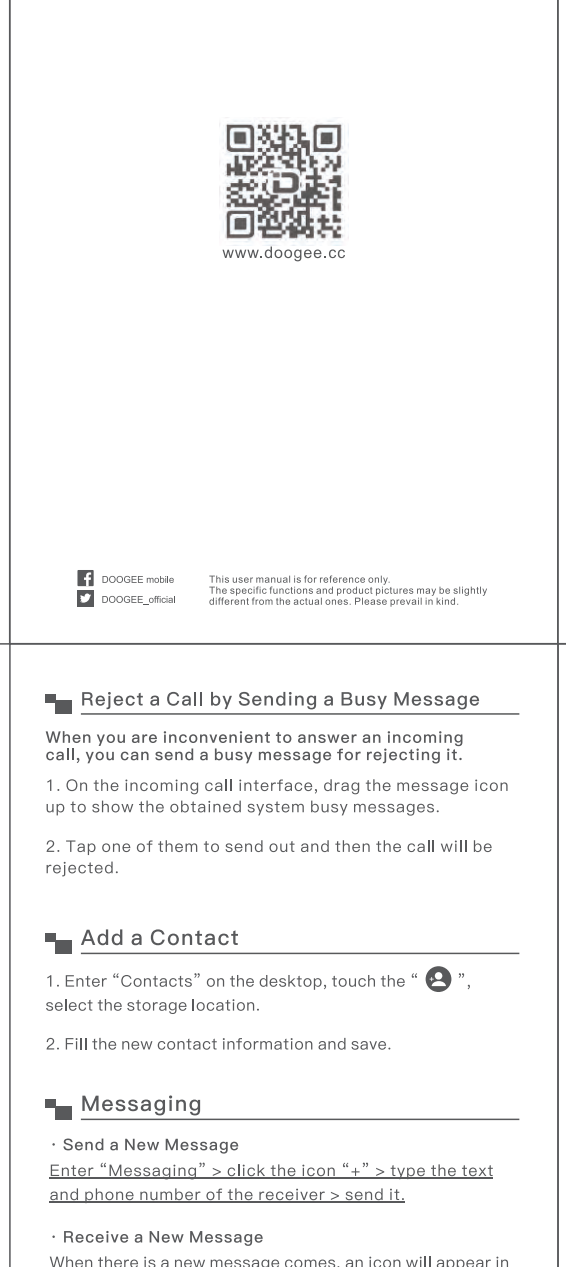 www.doogee.cc
DOOGEE mobile
DOOGEE_official
This user manual is for reference only.
The specific functions and product pictures may be slightly
different from the actual ones. Please prevail in kind.
Reject a Call by Sending a Busy Message
When you are inconvenient to answer an incoming
call, you can send a busy message for rejecting it.
1. On the incoming call interface, drag the message icon
up to show the obtained system busy messages.
2. Tap one of them to send out and then the call will be
rejected.
Add a Contact
1. Enter “Contacts” on the desktop, touch the “ ”,
select the storage location.
2. Fill the new contact information and save.
Messaging
· Send a New Message
Enter “Messaging” > click the icon “+” > type the text
and phone number of the receiver > send it.
· Receive a New Message
When there is a new message comes, an icon will appear in